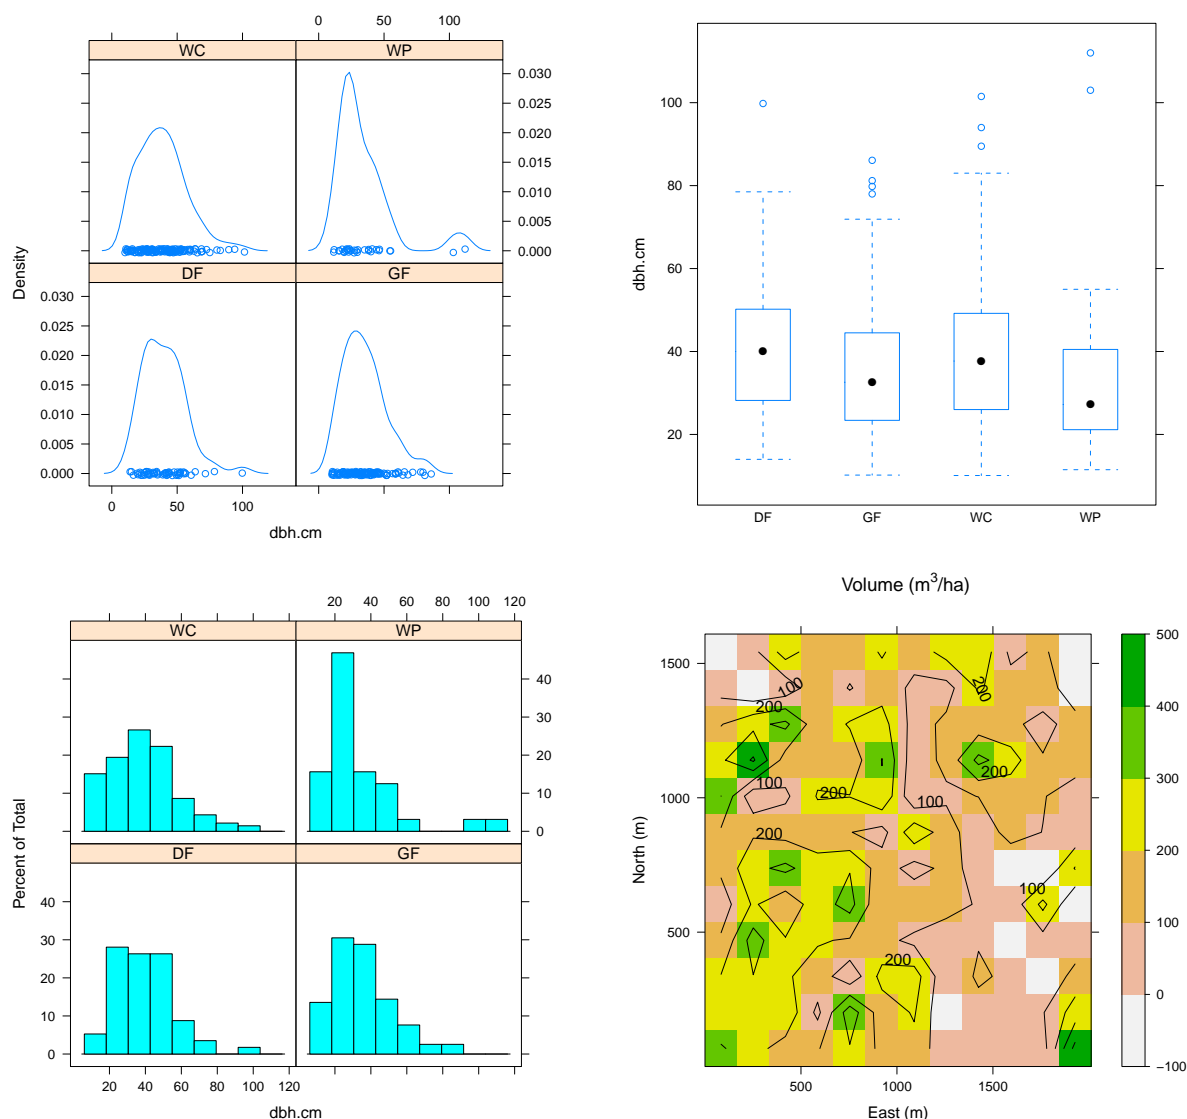 0 50 100
WC WP
0.030
0.025
0.020
0.015
0.010
0.005
0.000
DF GF
0.030
0.025
0.020
0.015
0.010
0.005
0.000
0 50 100
dbh.cm
Density
100
80
60
40
20
DF GF WC WP
dbh.cm
20 40 60 80 100 120
WC WP
40
30
20
10
0
DF GF
40
30
20
10
0
20 40 60 80 100 120
dbh.cm
Percent of Total
Volume (m³/ha)
1500
1000
500
500 1000 1500
East (m)
North (m)
100
200
200
200
100
200
200
100
200
100
200
500
400
300
200
100
0
−100